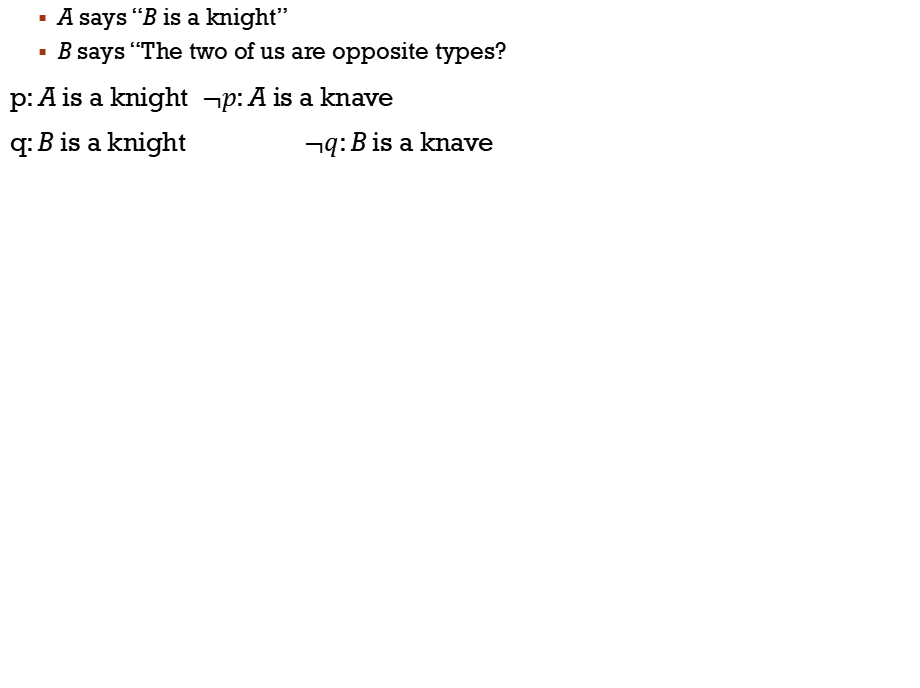 ▪ A says “B is a knight”
▪ B says “The two of us are opposite types?
p: A is a knight ¬p: A is a knave
q: B is a knight ¬q: B is a knave